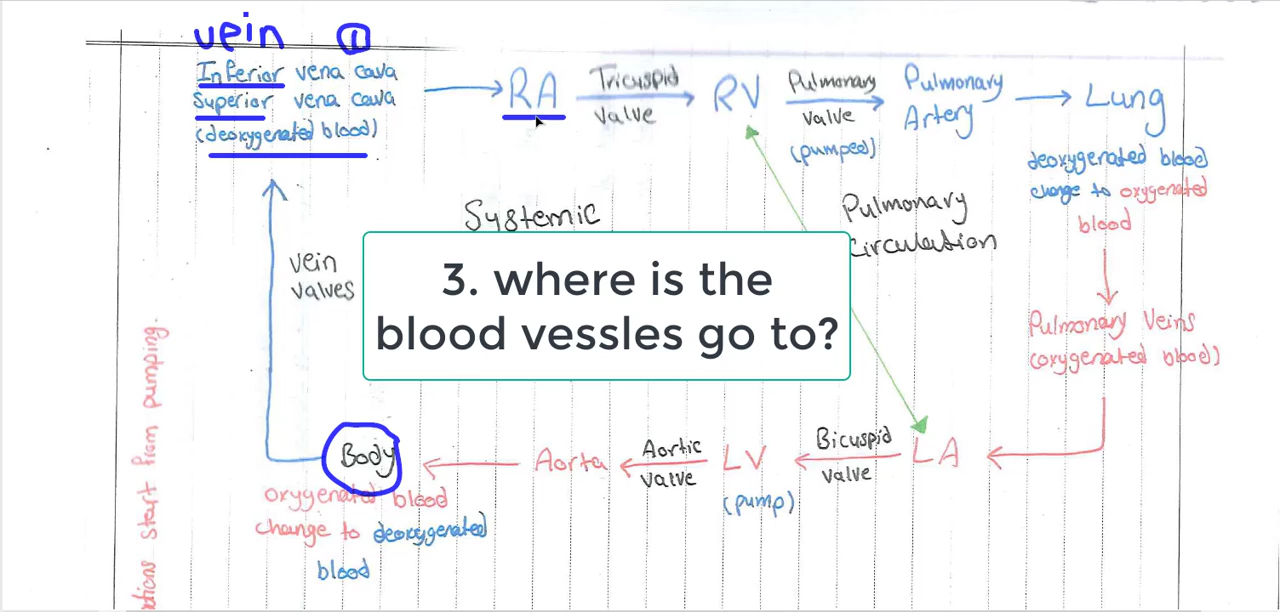 vein ①
Inferior vena cava
Superior vena cava
(deoxygenated blood)
RA
Tricuspid
valve
RV
Pulmonary
valve
(pumped)
Pulmonary
Artery
Lung
deoxygenated blood
change to oxygenated
blood
Pulmonary Veins
(oxygenated blood)
Systemic
Pulmonary
Circulation
vein
valves
3. where is the
blood vessles go to?
LA
Bicuspid
valve
LV
(pump)
Aortic
valve
Aorta
Body
oxygenated blood
change to deoxygenated
blood
start from pumping.